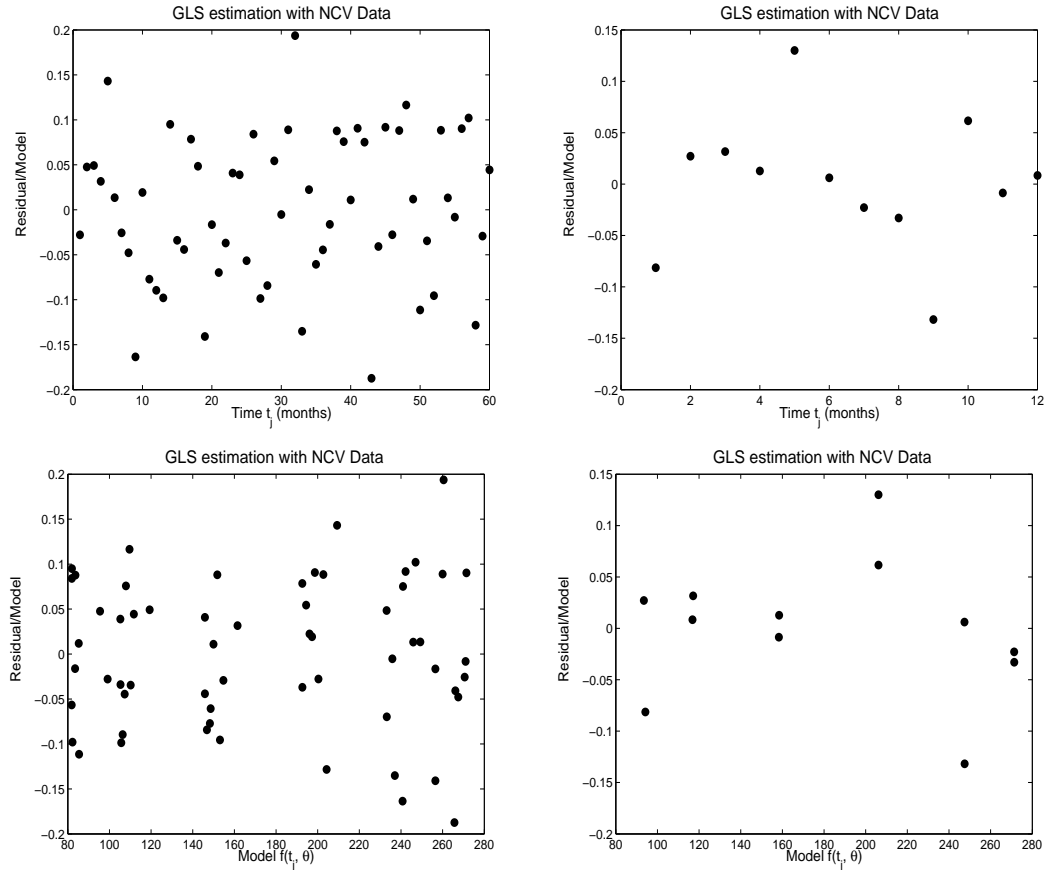 GLS estimation with NCV Data
0.2
0.15
0.1
0.05
0
−0.05
−0.1
−0.15
−0.2
Residual/Model
0 10 20 30 40 50 60
Time t_j (months)
GLS estimation with NCV Data
0.15
0.1
0.05
0
−0.05
−0.1
−0.15
−0.2
Residual/Model
0 2 4 6 8 10 12
Time t_j (months)
GLS estimation with NCV Data
0.2
0.15
0.1
0.05
0
−0.05
−0.1
−0.15
−0.2
Residual/Model
80 100 120 140 160 180 200 220 240 260 280
Model f(t_i, θ)
GLS estimation with NCV Data
0.15
0.1
0.05
0
−0.05
−0.1
−0.15
−0.2
Residual/Model
80 100 120 140 160 180 200 220 240 260 280
Model f(t_i, θ)